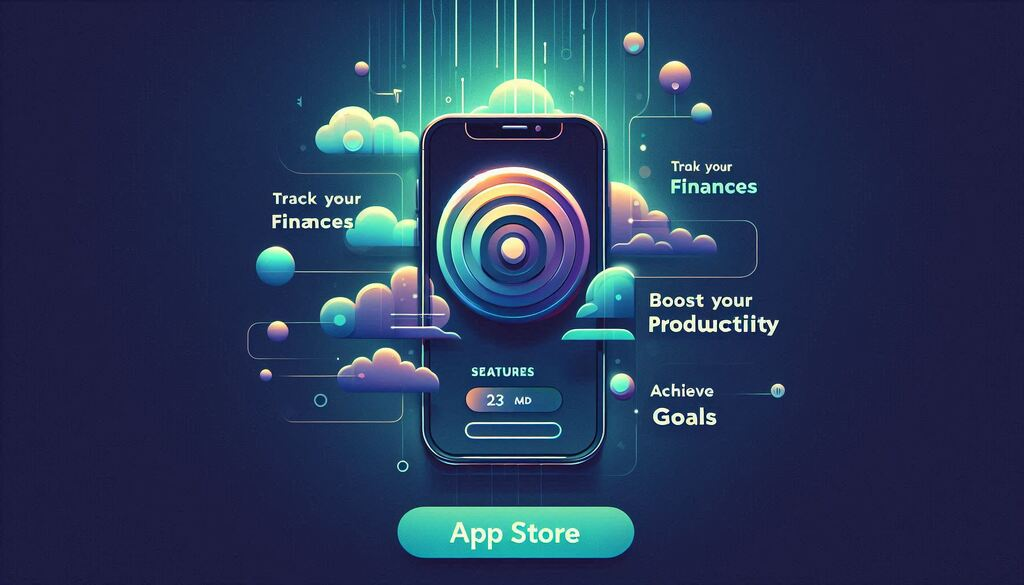 Track your
Finances
Trak your
Finances
Boost your
Productiity
Achieve
Goals
SEATURES
23 MD
App Store